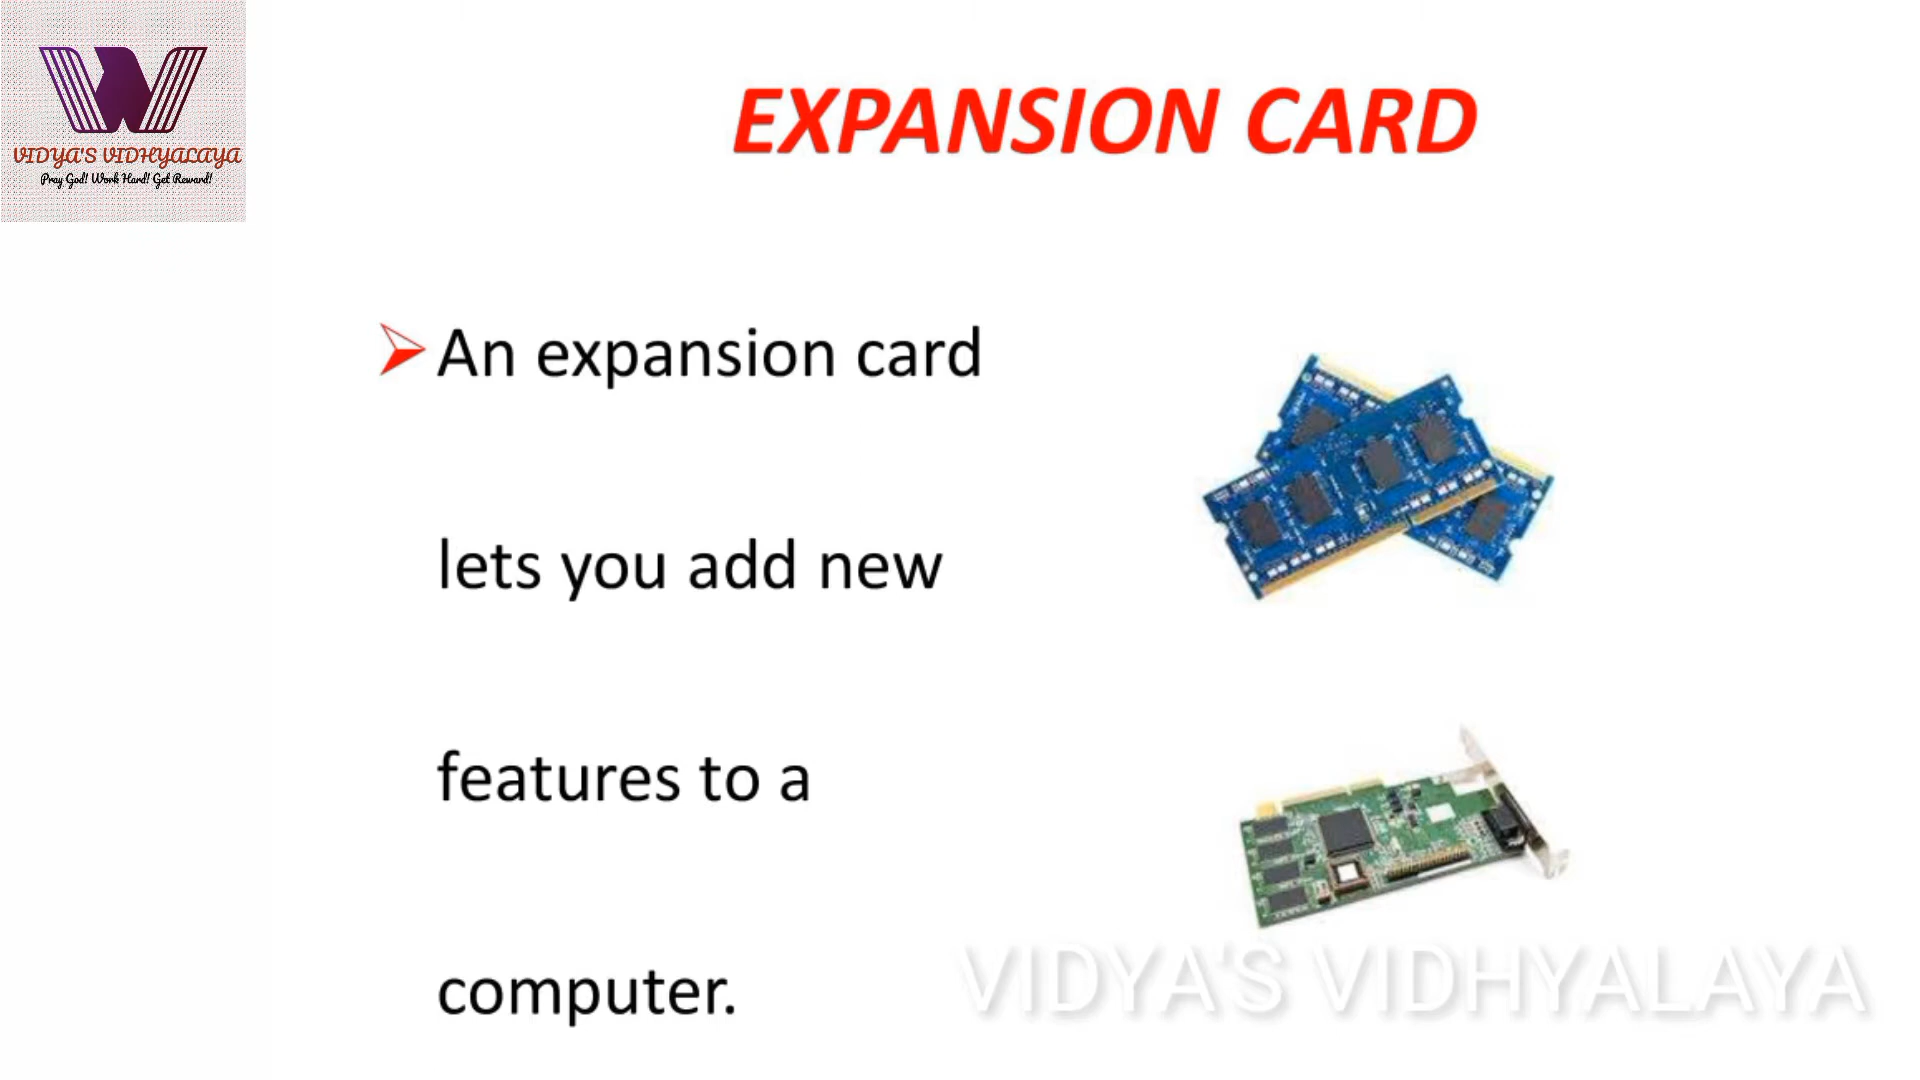 VIDYA'S VIDHYALAYA
Pray God! Work Hard! Get Reward!
EXPANSION CARD
An expansion card
lets you add new
features to a
computer.
VIDYA'S VIDHYALAYA